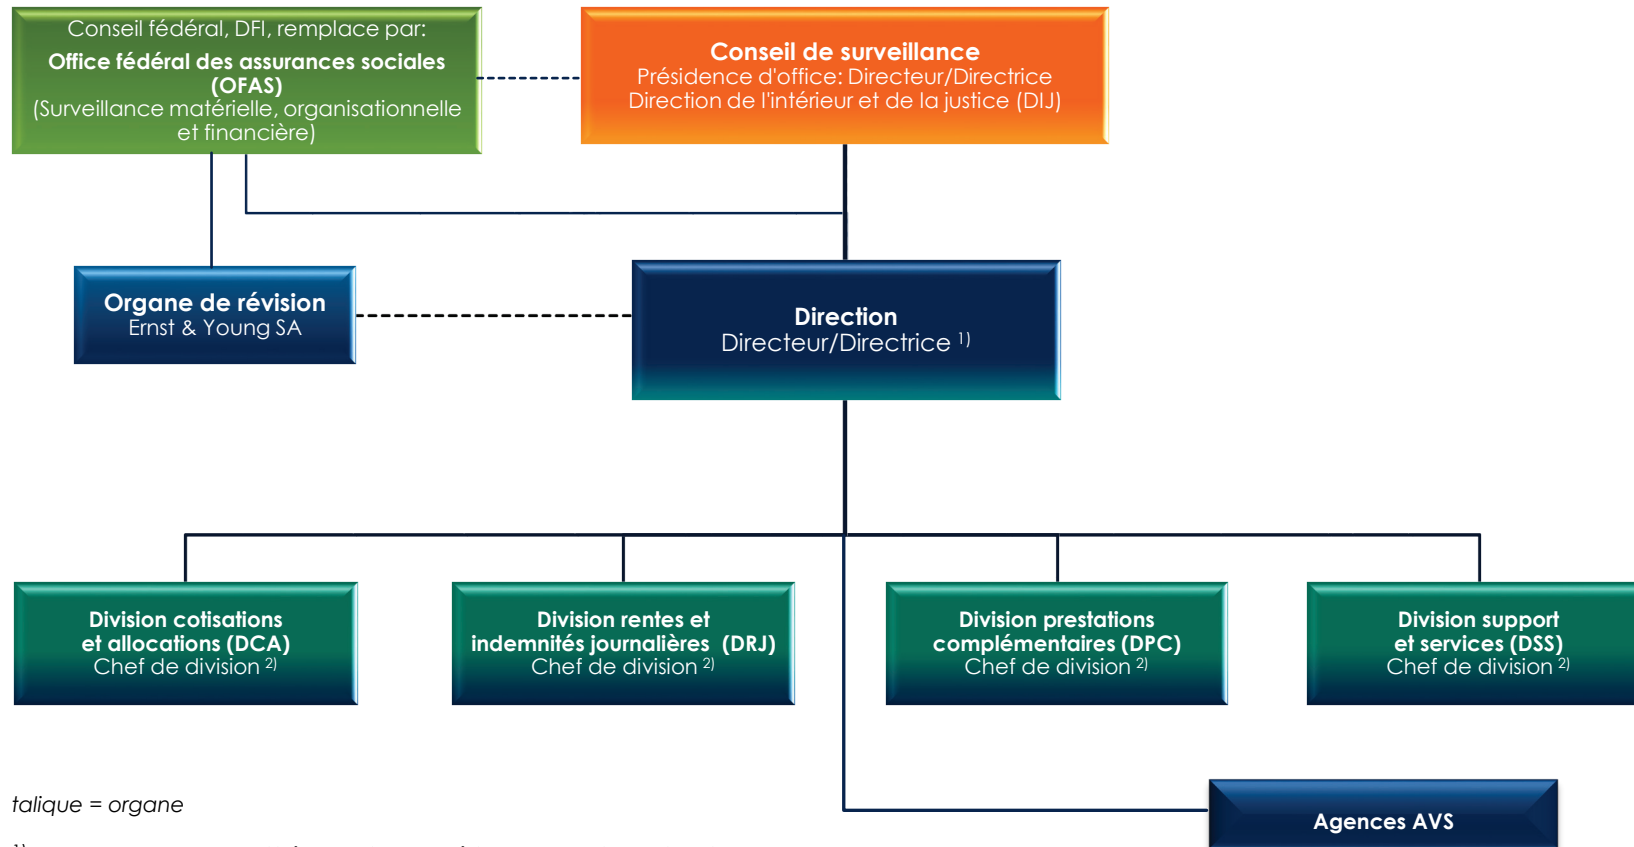 Conseil fédéral, DFI, remplace par:
Office fédéral des assurances sociales
(OFAS)
(Surveillance matérielle, organisationnelle
et financière)
Conseil de surveillance
Présidence d'office: Directeur/Directrice
Direction de l'intérieur et de la justice (DIJ)
Organe de révision
Ernst & Young SA
Direction
Directeur/Directrice 1)
Division cotisations
et allocations (DCA)
Chef de division 2)
Division rentes et
indemnités journalières (DRJ)
Chef de division 2)
Division prestations
complémentaires (DPC)
Chef de division 2)
Division support
et services (DSS)
Chef de division 2)
talique = organe
Agences AVS
1)